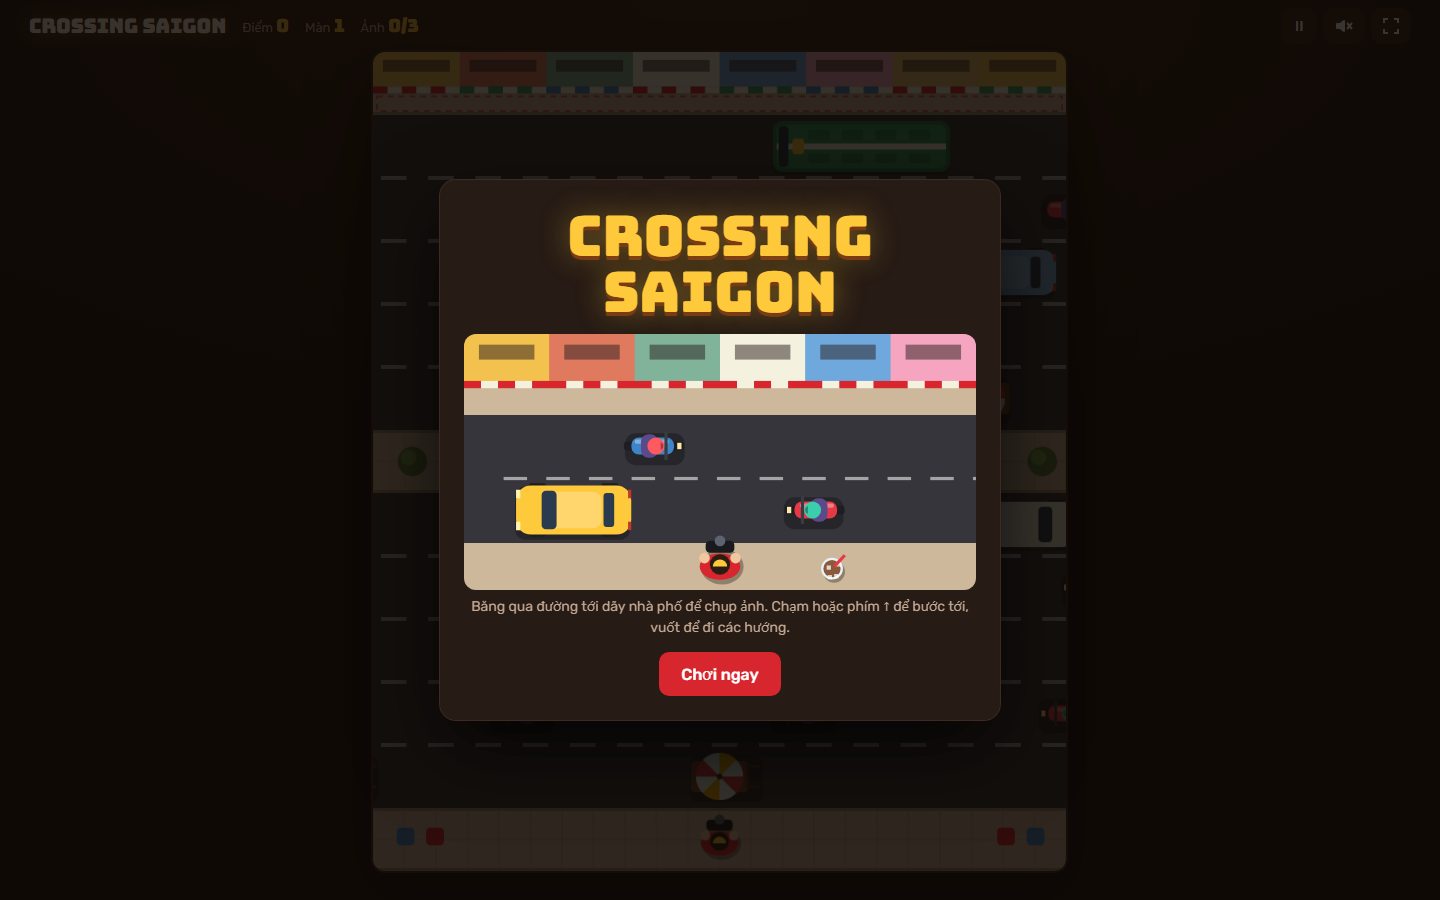 CROSSING SAIGON Điểm 0 Màn 1 Ảnh 0/3
CROSSING
SAIGON
Băng qua đường tới dãy nhà phố để chụp ảnh. Chạm hoặc phím ↑ để bước tới,
vuốt để đi các hướng.
Chơi ngay